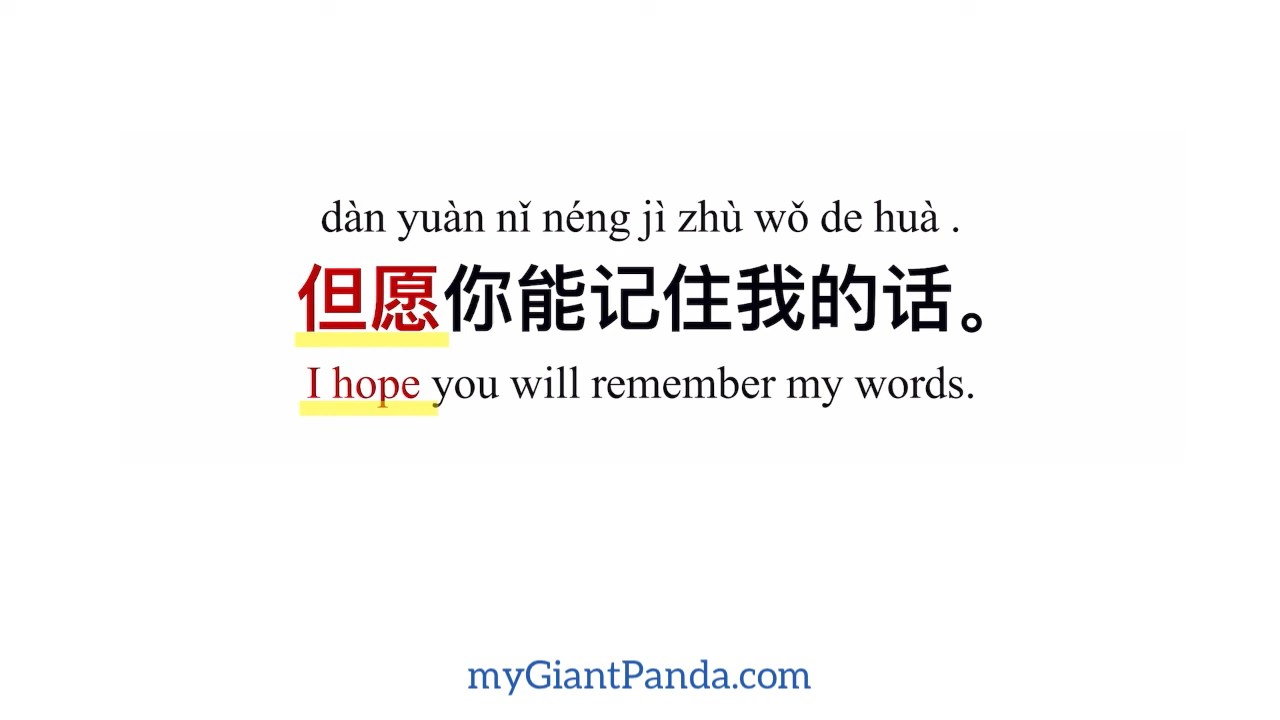 dàn yuàn nǐ néng jì zhù wǒ de huà .
但愿你能记住我的话。
I hope you will remember my words.
myGiantPanda.com